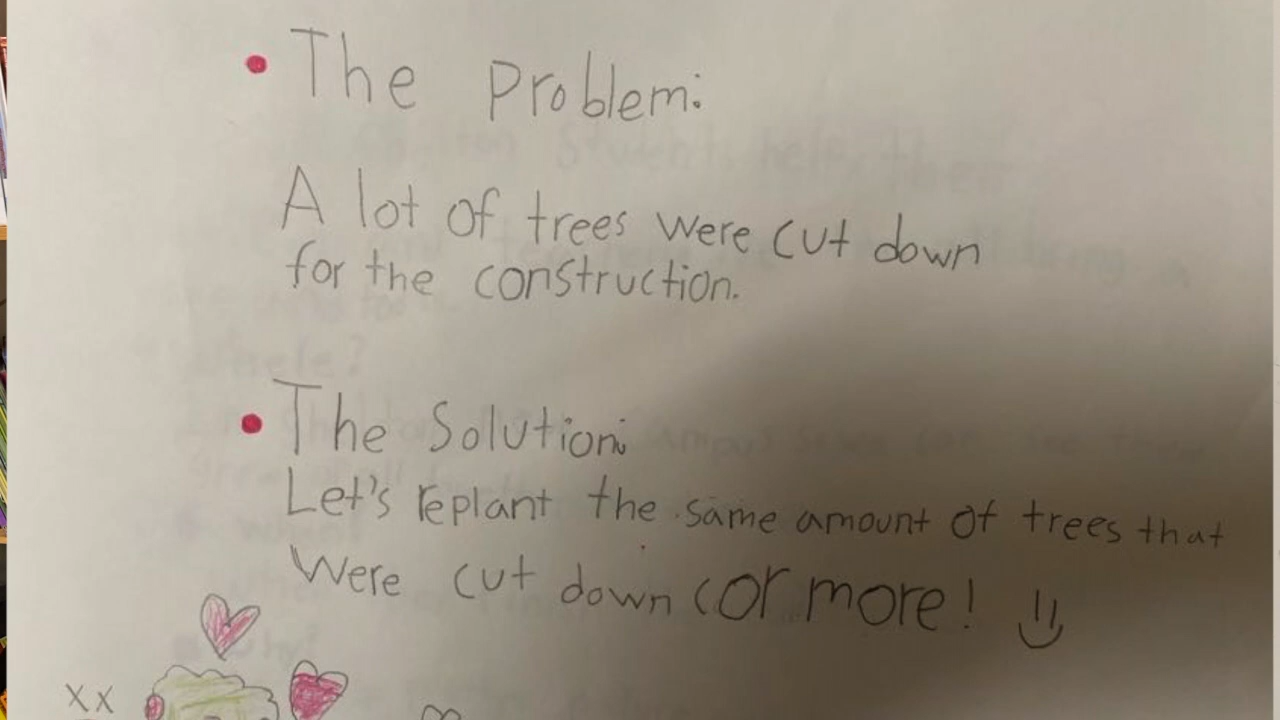 • The Problem:
A lot of trees were cut down
for the construction.
• The Solution:
Let's replant the same amount of trees that
were cut down (or more! :)
XX